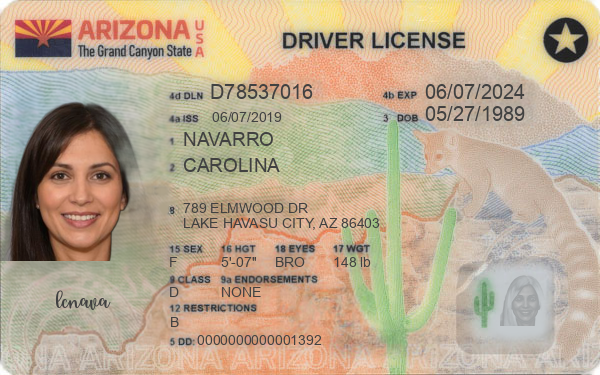 ARIZONA USA
The Grand Canyon State
DRIVER LICENSE
4d DLN D78537016
4b EXP 06/07/2024
4a ISS 06/07/2019
3 DOB 05/27/1989
1 NAVARRO
2 CAROLINA
8 789 ELMWOOD DR
LAKE HAVASU CITY, AZ 86403
15 SEX 16 HGT 18 EYES 17 WGT
F 5'-07" BRO 148 lb
9 CLASS 9a ENDORSEMENTS
D NONE
12 RESTRICTIONS
B
5 DD: 0000000000001392
lenava
ARIZONA ARIZONA ARIZONA ARIZONA